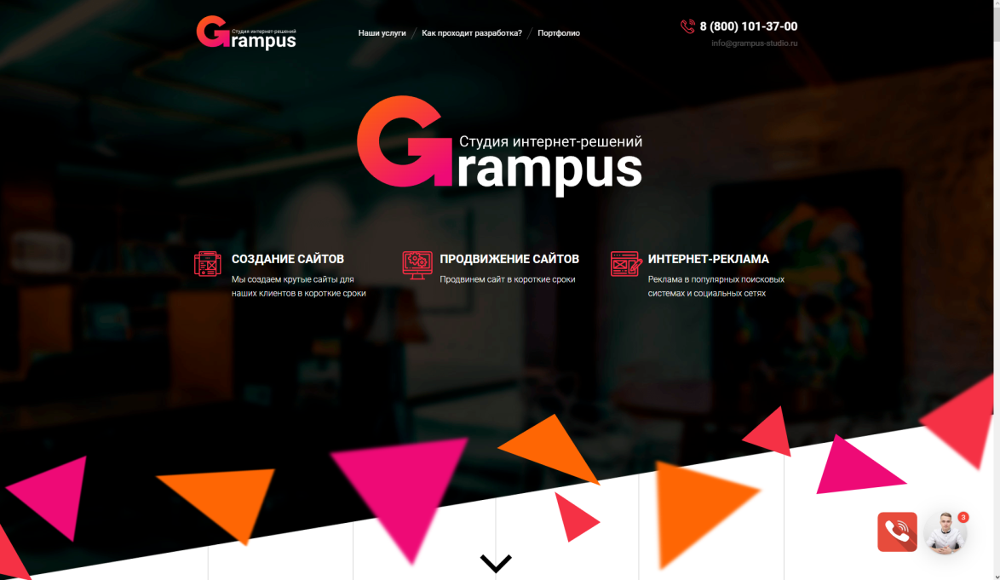 Студия интернет-решений
Grampus
Наши услуги / Как проходит разработка? / Портфолио
8 (800) 101-37-00
info@grampus-studio.ru
Студия интернет-решений
Grampus
СОЗДАНИЕ САЙТОВ
Мы создаем крутые сайты для
наших клиентов в короткие сроки
ПРОДВИЖЕНИЕ САЙТОВ
Продвинем сайт в короткие сроки
ИНТЕРНЕТ-РЕКЛАМА
Реклама в популярных поисковых
системах и социальных сетях
3